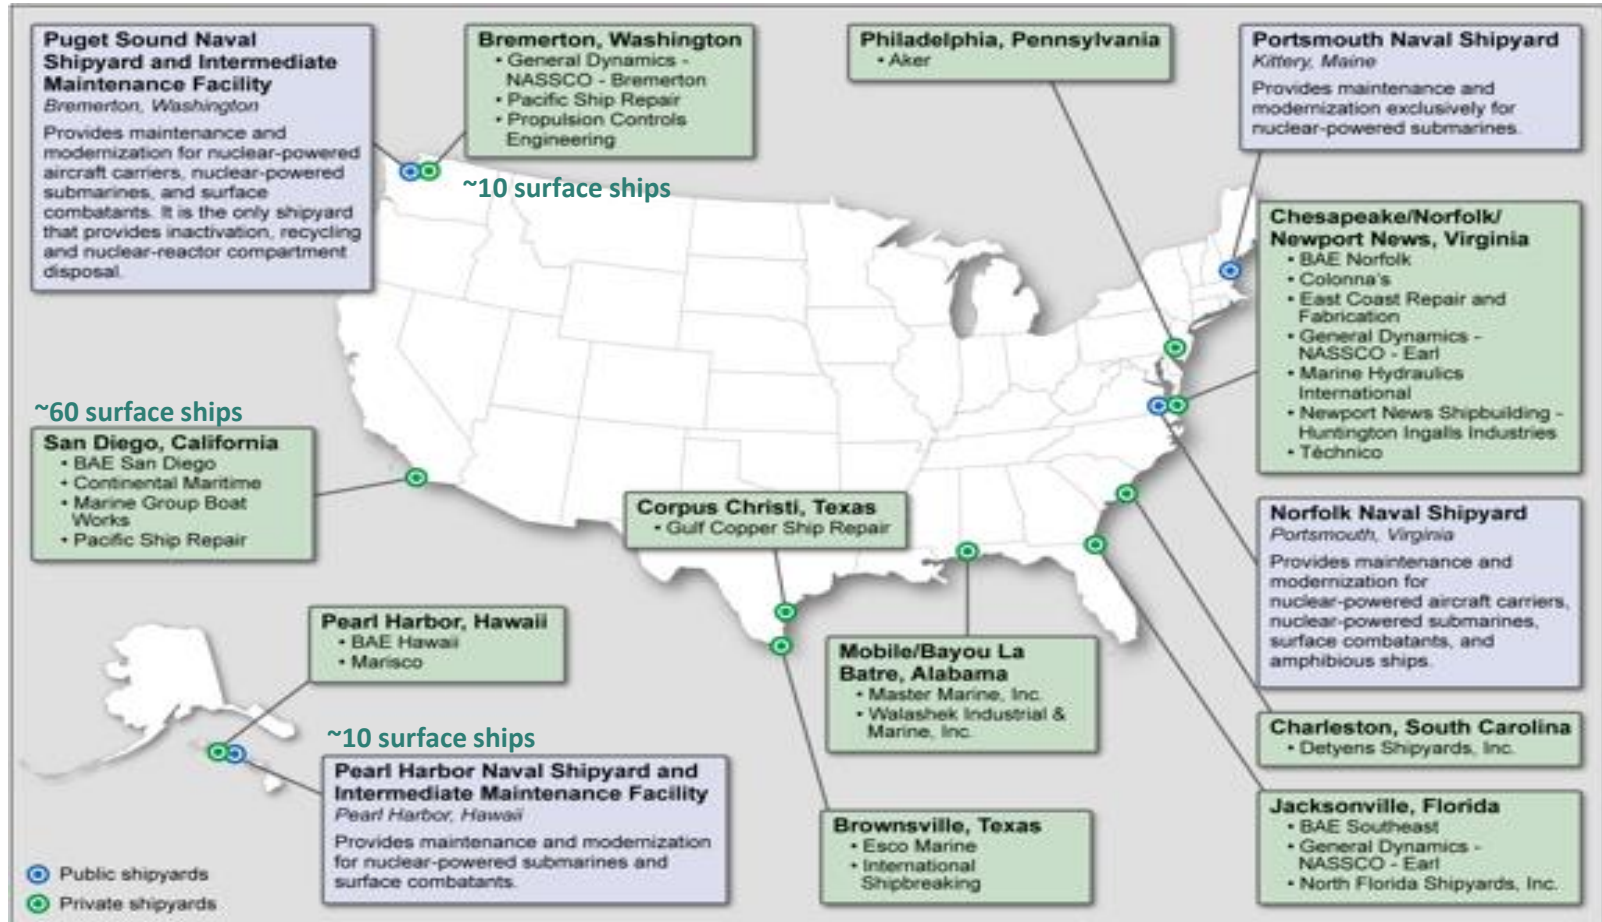 Puget Sound Naval
Shipyard and Intermediate
Maintenance Facility
Bremerton, Washington
Provides maintenance and
modernization for nuclear-powered
aircraft carriers, nuclear-powered
submarines, and surface
combatants. It is the only shipyard
that provides inactivation, recycling
and nuclear-reactor compartment
disposal.
Bremerton, Washington
• General Dynamics -
NASSCO - Bremerton
• Pacific Ship Repair
• Propulsion Controls
Engineering
~10 surface ships
Philadelphia, Pennsylvania
• Aker
Portsmouth Naval Shipyard
Kittery, Maine
Provides maintenance and
modernization exclusively for
nuclear-powered submarines.
Chesapeake/Norfolk/
Newport News, Virginia
• BAE Norfolk
• Colonna's
• East Coast Repair and
Fabrication
• General Dynamics -
NASSCO - Earl
• Marine Hydraulics
International
• Newport News Shipbuilding -
Huntington Ingalls Industries
• Técnico
~60 surface ships
San Diego, California
• BAE San Diego
• Continental Maritime
• Marine Group Boat
Works
• Pacific Ship Repair
Corpus Christi, Texas
• Gulf Copper Ship Repair
Norfolk Naval Shipyard
Portsmouth, Virginia
Provides maintenance and
modernization for
nuclear-powered aircraft carriers,
nuclear-powered submarines,
surface combatants, and
amphibious ships.
Pearl Harbor, Hawaii
• BAE Hawaii
• Marisco
Mobile/Bayou La
Batre, Alabama
• Master Marine, Inc.
• Walashek Industrial &
Marine, Inc.
Charleston, South Carolina
• Detyens Shipyards, Inc.
~10 surface ships
Pearl Harbor Naval Shipyard and
Intermediate Maintenance Facility
Pearl Harbor, Hawaii
Provides maintenance and modernization
for nuclear-powered submarines and
surface combatants.
Brownsville, Texas
• Esco Marine
• International
Shipbreaking
Jacksonville, Florida
• BAE Southeast
• General Dynamics -
NASSCO - Earl
• North Florida Shipyards, Inc.
Public shipyards
Private shipyards